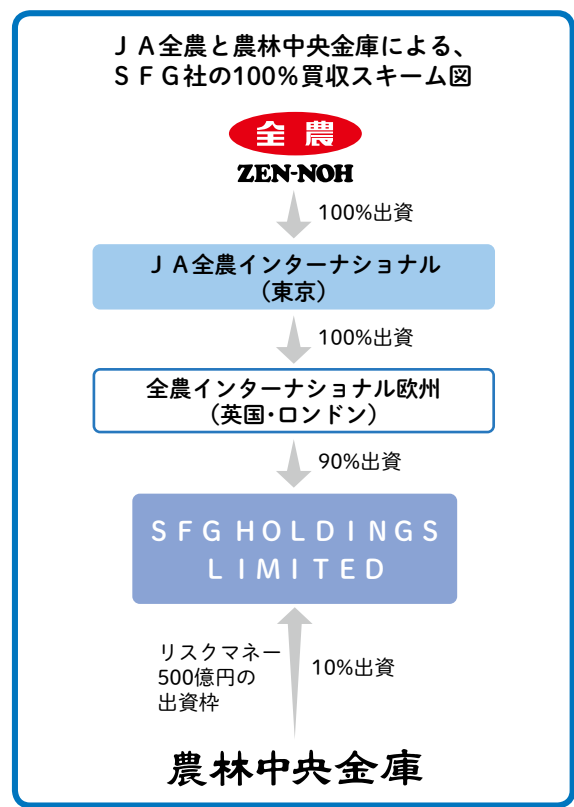 ＪＡ全農と農林中央金庫による、
ＳＦＧ社の100％買収スキーム図
全農
ZEN-NOH
100%出資
ＪＡ全農インターナショナル
（東京）
100%出資
全農インターナショナル欧州
（英国・ロンドン）
90%出資
ＳＦＧ ＨＯＬＤＩＮＧＳ
ＬＩＭＩＴＥＤ
リスクマネー
500億円の
出資枠
10%出資
農林中央金庫